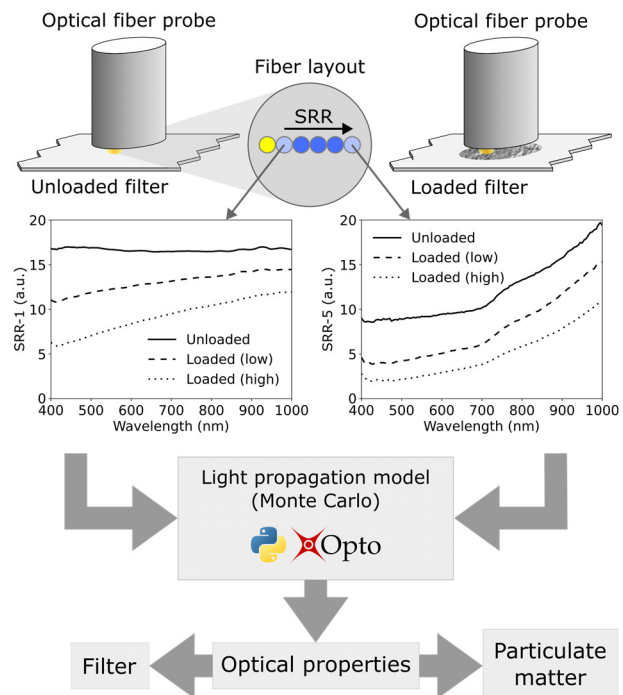 Optical fiber probe
Optical fiber probe
Fiber layout
SRR
Unloaded filter
Loaded filter
20
15
10
5
0
SRR-1 (a.u.)
Unloaded
Loaded (low)
Loaded (high)
400 500 600 700 800 900 1000
Wavelength (nm)
20
15
10
5
0
SRR-5 (a.u.)
Unloaded
Loaded (low)
Loaded (high)
400 500 600 700 800 900 1000
Wavelength (nm)
Light propagation model
(Monte Carlo)
Opto
Filter
Optical properties
Particulate
matter